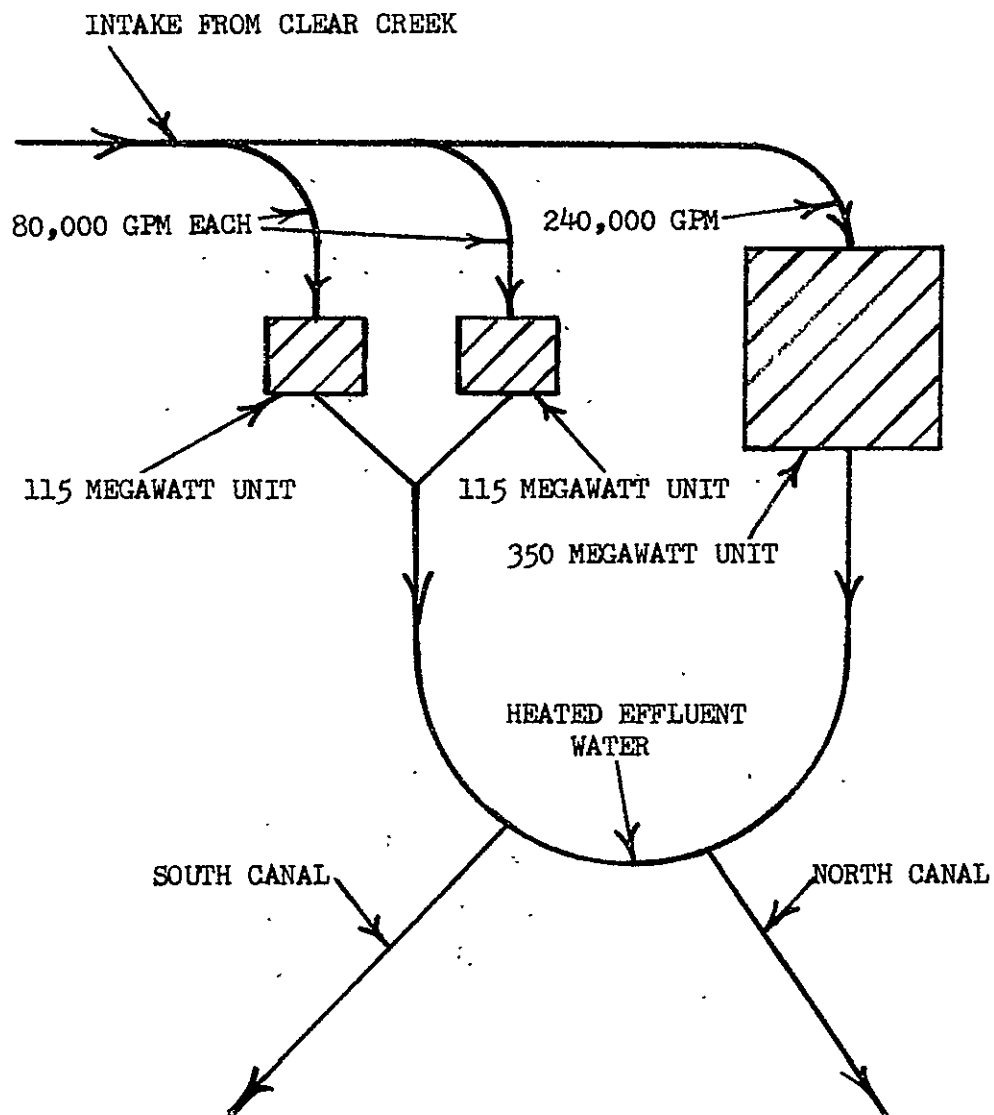 INTAKE FROM CLEAR CREEK
80,000 GPM EACH
240,000 GPM
115 MEGAWATT UNIT
115 MEGAWATT UNIT
350 MEGAWATT UNIT
HEATED EFFLUENT
WATER
SOUTH CANAL
NORTH CANAL